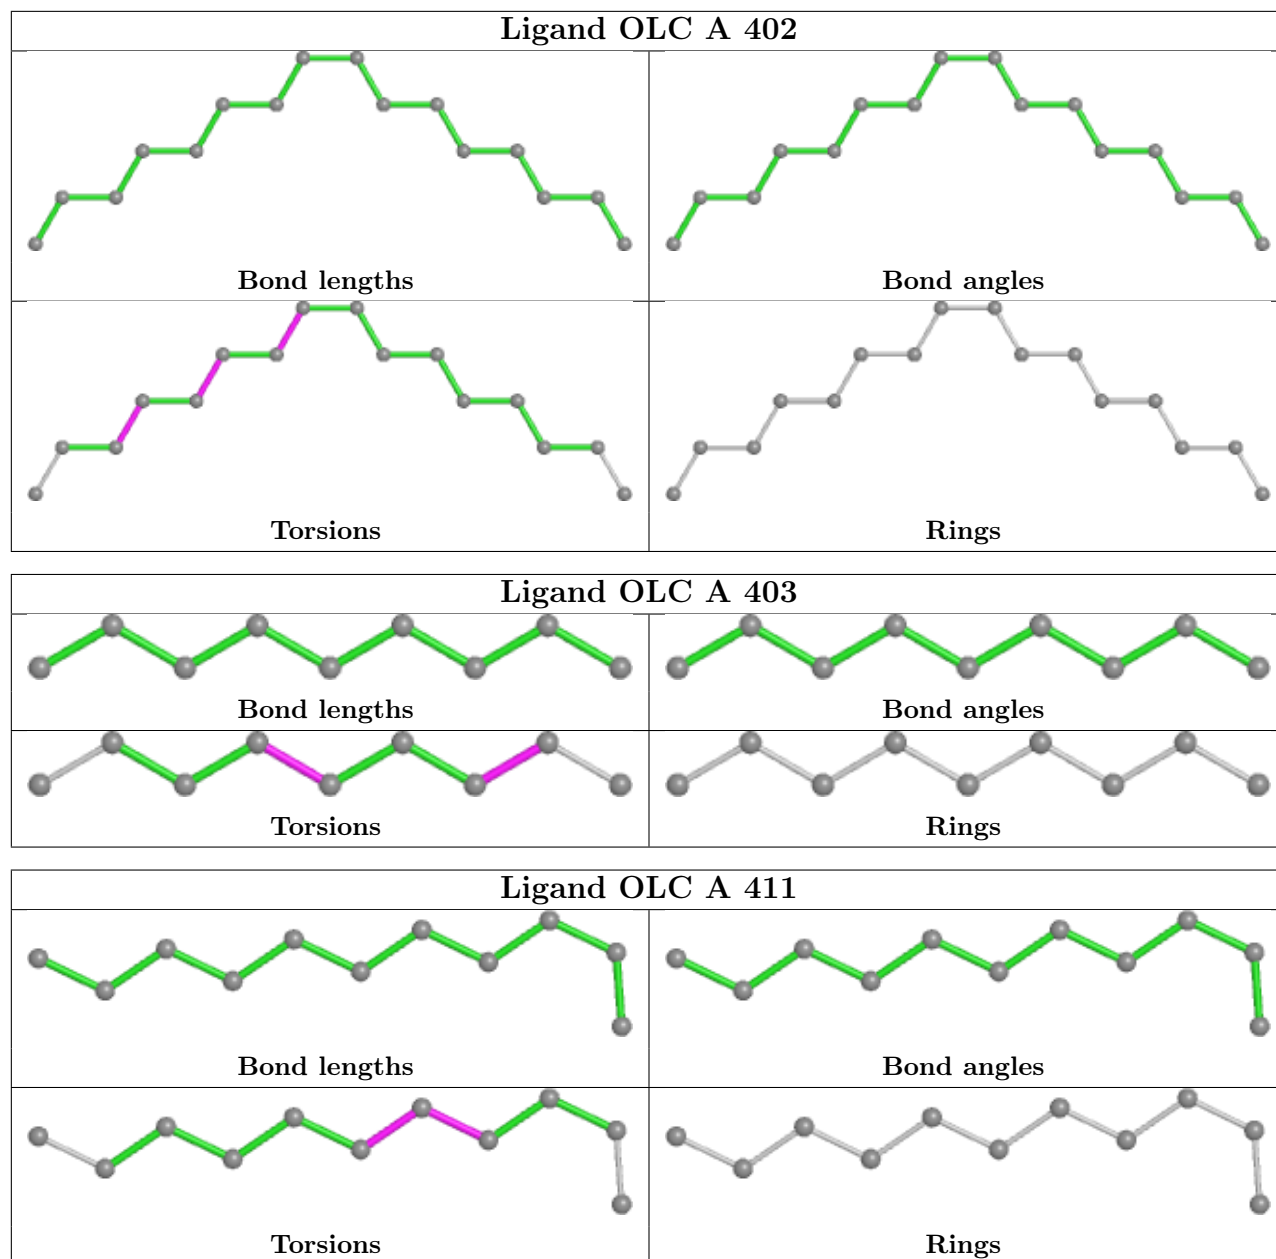 Ligand OLC A 402
Bond lengths
Bond angles
Torsions
Rings
Ligand OLC A 403
Bond lengths
Bond angles
Torsions
Rings
Ligand OLC A 411
Bond lengths
Bond angles
Torsions
Rings